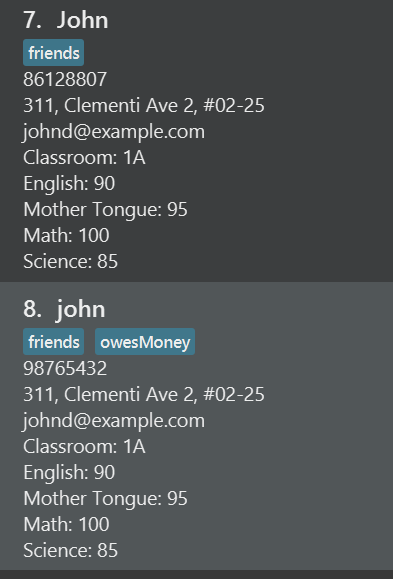 7. John
friends
86128807
311, Clementi Ave 2, #02-25
johnd@example.com
Classroom: 1A
English: 90
Mother Tongue: 95
Math: 100
Science: 85
8. john
friends owesMoney
98765432
311, Clementi Ave 2, #02-25
johnd@example.com
Classroom: 1A
English: 90
Mother Tongue: 95
Math: 100
Science: 85